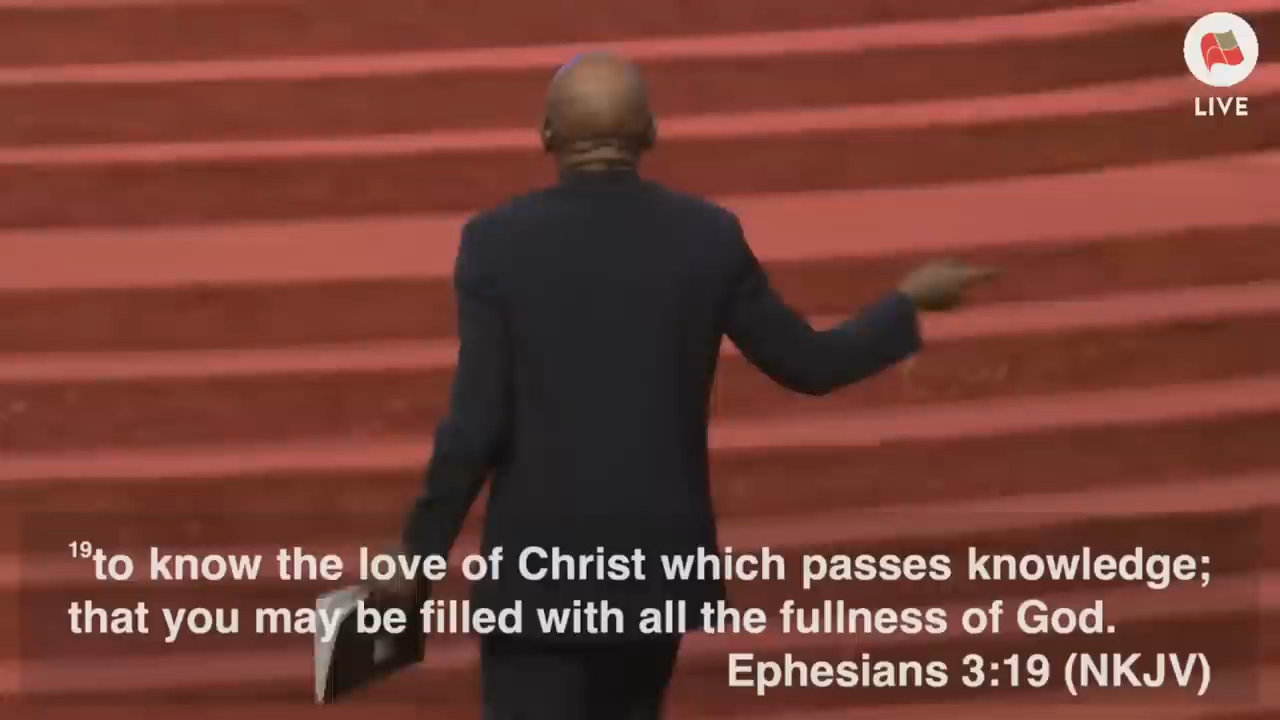 LIVE
¹⁹to know the love of Christ which passes knowledge;
that you may be filled with all the fullness of God.
Ephesians 3:19 (NKJV)